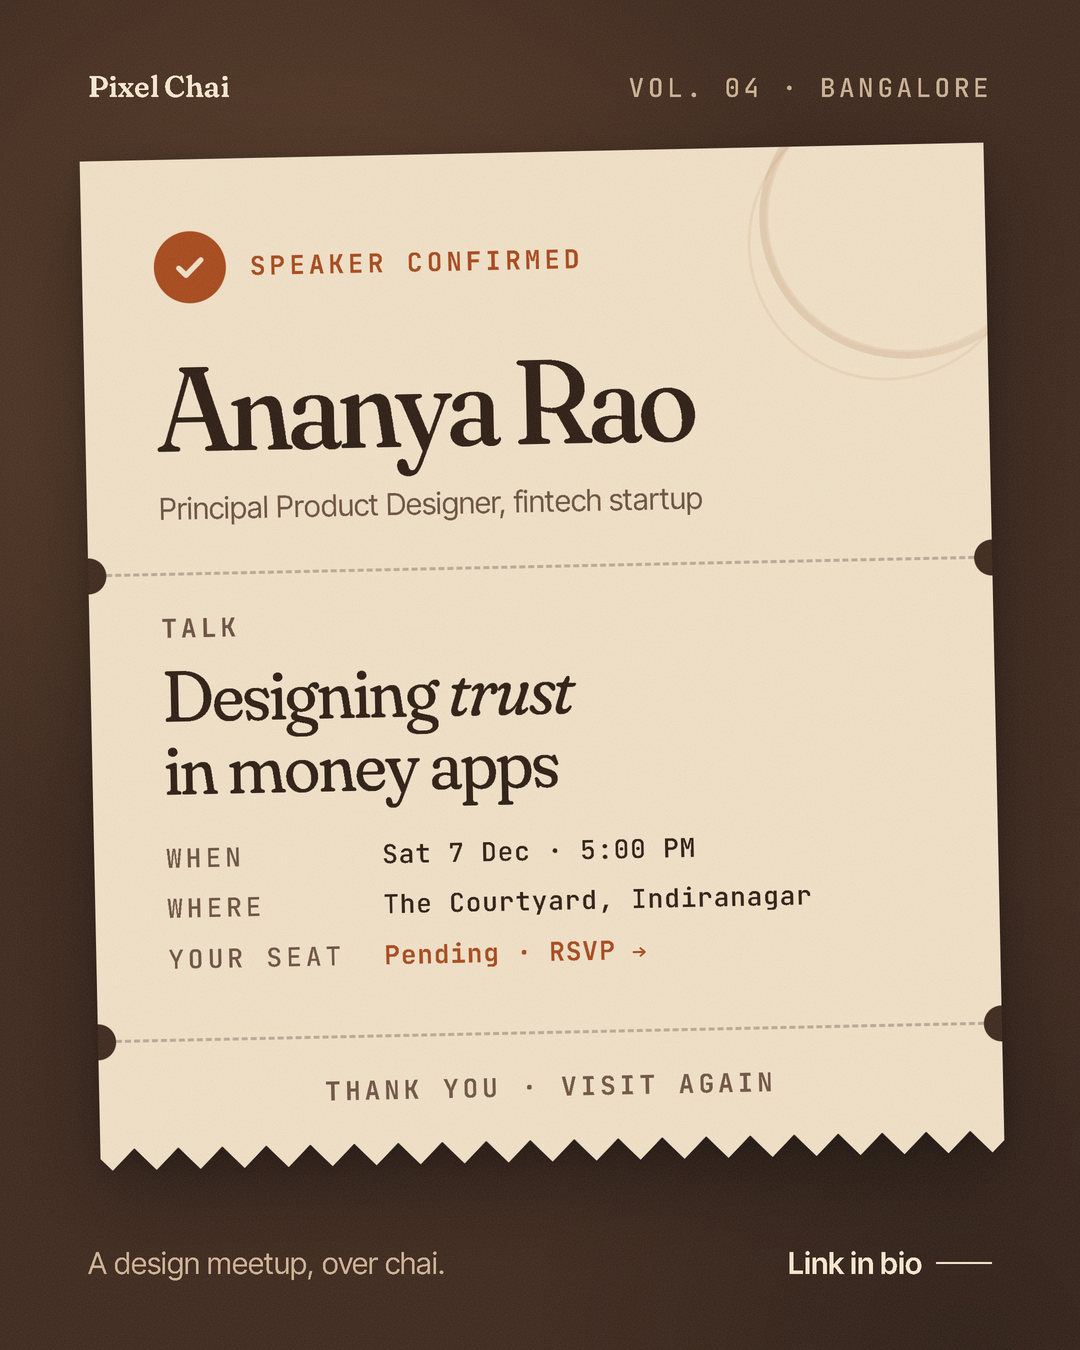 Pixel Chai
VOL. 04 · BANGALORE
SPEAKER CONFIRMED
Ananya Rao
Principal Product Designer, fintech startup
TALK
Designing trust
in money apps
WHEN Sat 7 Dec · 5:00 PM
WHERE The Courtyard, Indiranagar
YOUR SEAT Pending · RSVP →
THANK YOU · VISIT AGAIN
A design meetup, over chai.
Link in bio